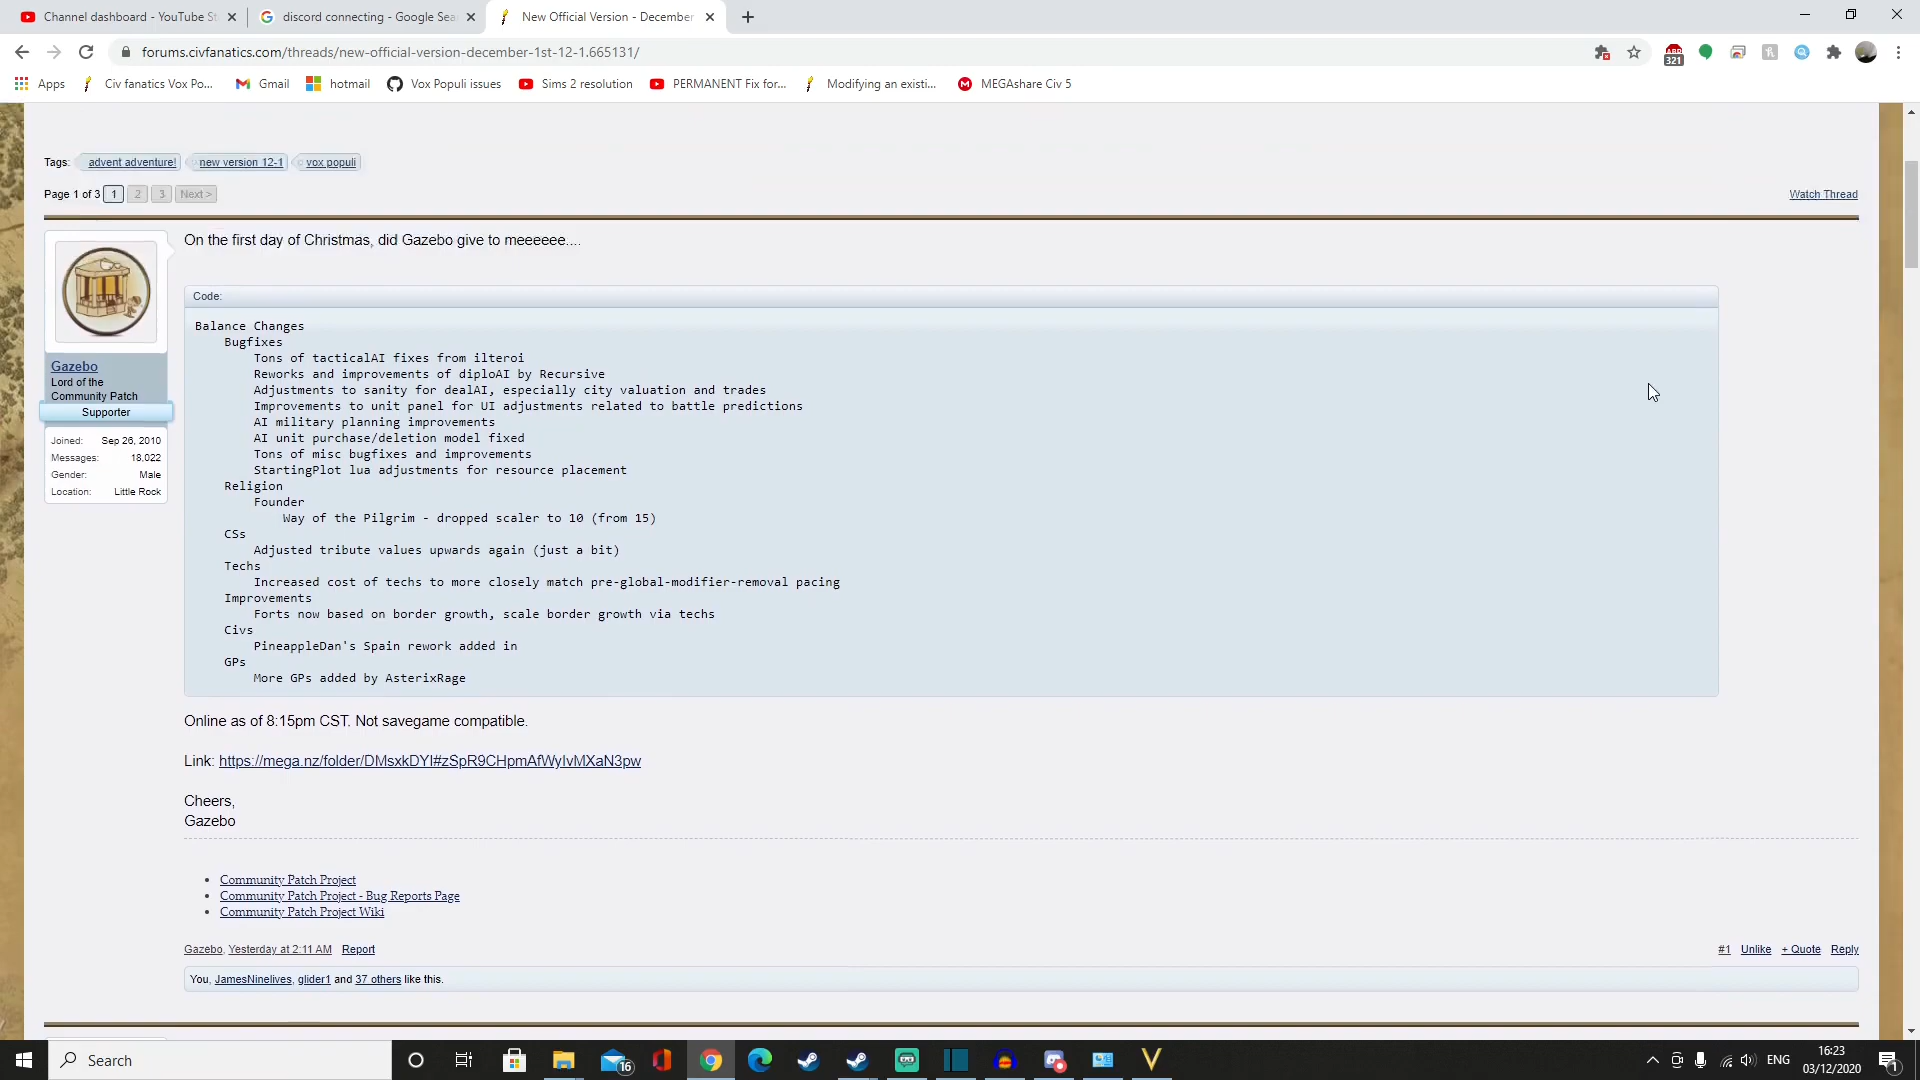 Channel dashboard - YouTube St
discord connecting - Google Sea
New Official Version - December
forums.civfanatics.com/threads/new-official-version-december-1st-12-1.665131/
ABP
321
Apps
Civ fanatics Vox Po...
Gmail
hotmail
Vox Populi issues
Sims 2 resolution
PERMANENT Fix for...
Modifying an existi...
MEGAshare Civ 5
Tags: advent adventure! new version 12-1 vox populi
Page 1 of 3 1 2 3 Next >
Watch Thread
On the first day of Christmas, did Gazebo give to meeeeee....
Gazebo
Lord of the
Community Patch
Supporter
Joined: Sep 26, 2010
Messages: 18,022
Gender: Male
Location: Little Rock
Code:
Balance Changes
Bugfixes
Tons of tacticalAI fixes from ilteroi
Reworks and improvements of diploAI by Recursive
Adjustments to sanity for dealAI, especially city valuation and trades
Improvements to unit panel for UI adjustments related to battle predictions
AI military planning improvements
AI unit purchase/deletion model fixed
Tons of misc bugfixes and improvements
StartingPlot lua adjustments for resource placement
Religion
Founder
Way of the Pilgrim - dropped scaler to 10 (from 15)
CSs
Adjusted tribute values upwards again (just a bit)
Techs
Increased cost of techs to more closely match pre-global-modifier-removal pacing
Improvements
Forts now based on border growth, scale border growth via techs
Civs
PineappleDan's Spain rework added in
GPs
More GPs added by AsterixRage
Online as of 8:15pm CST. Not savegame compatible.
Link: https://mega.nz/folder/DMsxkDYI#zSpR9CHpmAfWyIvMXaN3pw
Cheers,
Gazebo
Community Patch Project
Community Patch Project - Bug Reports Page
Community Patch Project Wiki
Gazebo, Yesterday at 2:11 AM Report
#1 Unlike + Quote Reply
You, JamesNinelives, glider1 and 37 others like this.
Search
16
ENG
16:23
03/12/2020
1